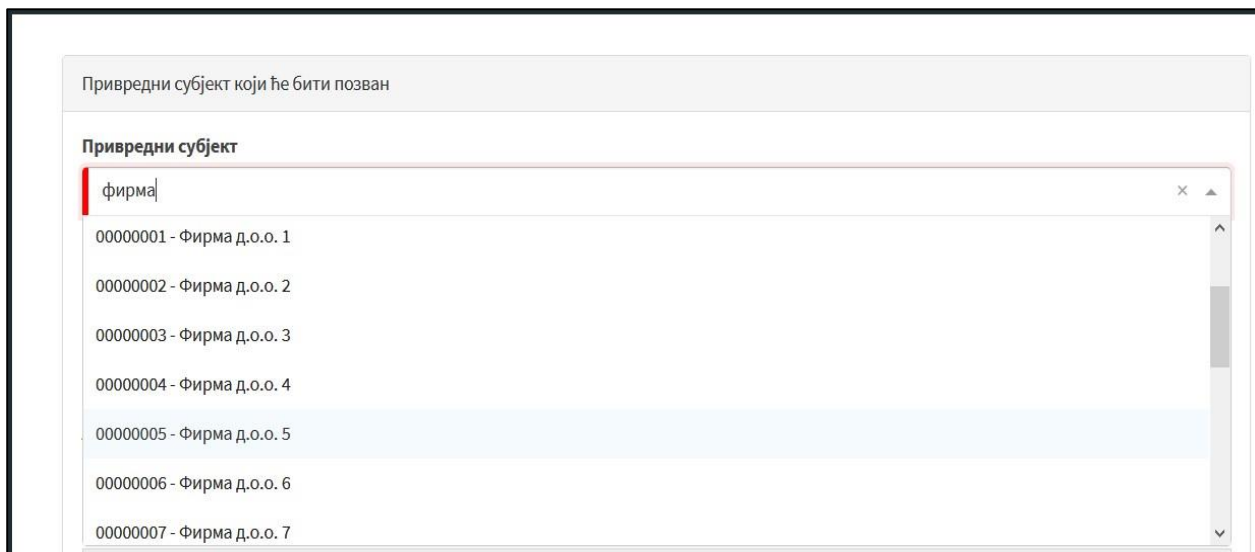 Привредни субјект који ће бити позван
Привредни субјект
фирма
00000001 - Фирма д.о.о. 1
00000002 - Фирма д.о.о. 2
00000003 - Фирма д.о.о. 3
00000004 - Фирма д.о.о. 4
00000005 - Фирма д.о.о. 5
00000006 - Фирма д.о.о. 6
00000007 - Фирма д.о.о. 7